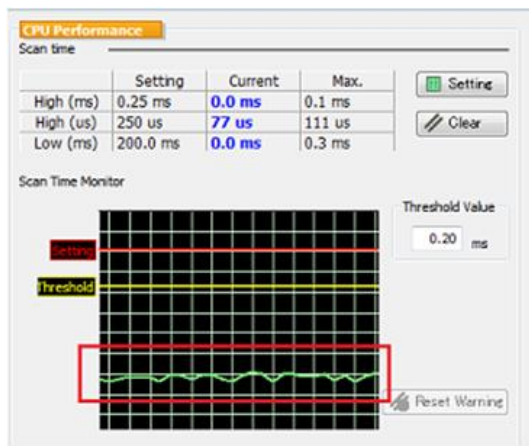 CPU Performance
Scan time
Setting Current Max.
High (ms) 0.25 ms 0.0 ms 0.1 ms
High (us) 250 us 77 us 111 us
Low (ms) 200.0 ms 0.0 ms 0.3 ms
Setting
Clear
Scan Time Monitor
Threshold Value
0.20 ms
Setting
Threshold
Reset Warning